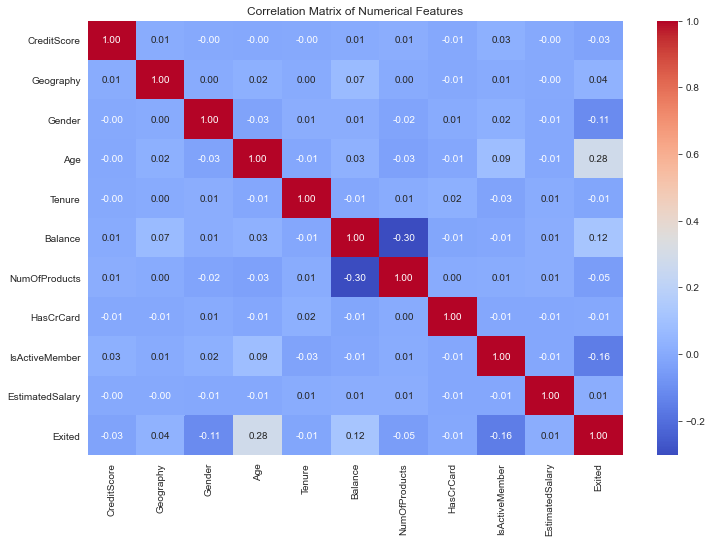 Correlation Matrix of Numerical Features
CreditScore 1.00 0.01 -0.00 -0.00 -0.00 0.01 0.01 -0.01 0.03 -0.00 -0.03
Geography 0.01 1.00 0.00 0.02 0.00 0.07 0.00 -0.01 0.01 -0.00 0.04
Gender -0.00 0.00 1.00 -0.03 0.01 0.01 -0.02 0.01 0.02 -0.01 -0.11
Age -0.00 0.02 -0.03 1.00 -0.01 0.03 -0.03 -0.01 0.09 -0.01 0.28
Tenure -0.00 0.00 0.01 -0.01 1.00 -0.01 0.01 0.02 -0.03 0.01 -0.01
Balance 0.01 0.07 0.01 0.03 -0.01 1.00 -0.30 -0.01 -0.01 0.01 0.12
NumOfProducts 0.01 0.00 -0.02 -0.03 0.01 -0.30 1.00 0.00 0.01 0.01 -0.05
HasCrCard -0.01 -0.01 0.01 -0.01 0.02 -0.01 0.00 1.00 -0.01 -0.01 -0.01
IsActiveMember 0.03 0.01 0.02 0.09 -0.03 -0.01 0.01 -0.01 1.00 -0.01 -0.16
EstimatedSalary -0.00 -0.00 -0.01 -0.01 0.01 0.01 0.01 -0.01 -0.01 1.00 0.01
Exited -0.03 0.04 -0.11 0.28 -0.01 0.12 -0.05 -0.01 -0.16 0.01 1.00
CreditScore
Geography
Gender
Age
Tenure
Balance
NumOfProducts
HasCrCard
IsActiveMember
EstimatedSalary
Exited
1.0
0.8
0.6
0.4
0.2
0.0
−0.2